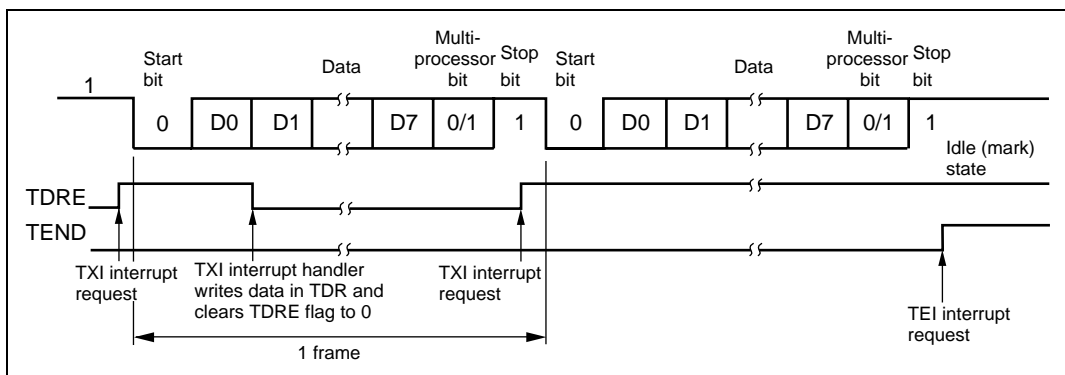 Start
bit
Data
Multi-
processor
bit
Stop
bit
Start
bit
Data
Multi-
processor
bit
Stop
bit
1
0
D0
D1
D7
0/1
1
0
D0
D1
D7
0/1
1
Idle (mark)
state
TDRE
TEND
TXI interrupt
request
TXI interrupt handler
writes data in TDR and
clears TDRE flag to 0
TXI interrupt
request
TEI interrupt
request
1 frame